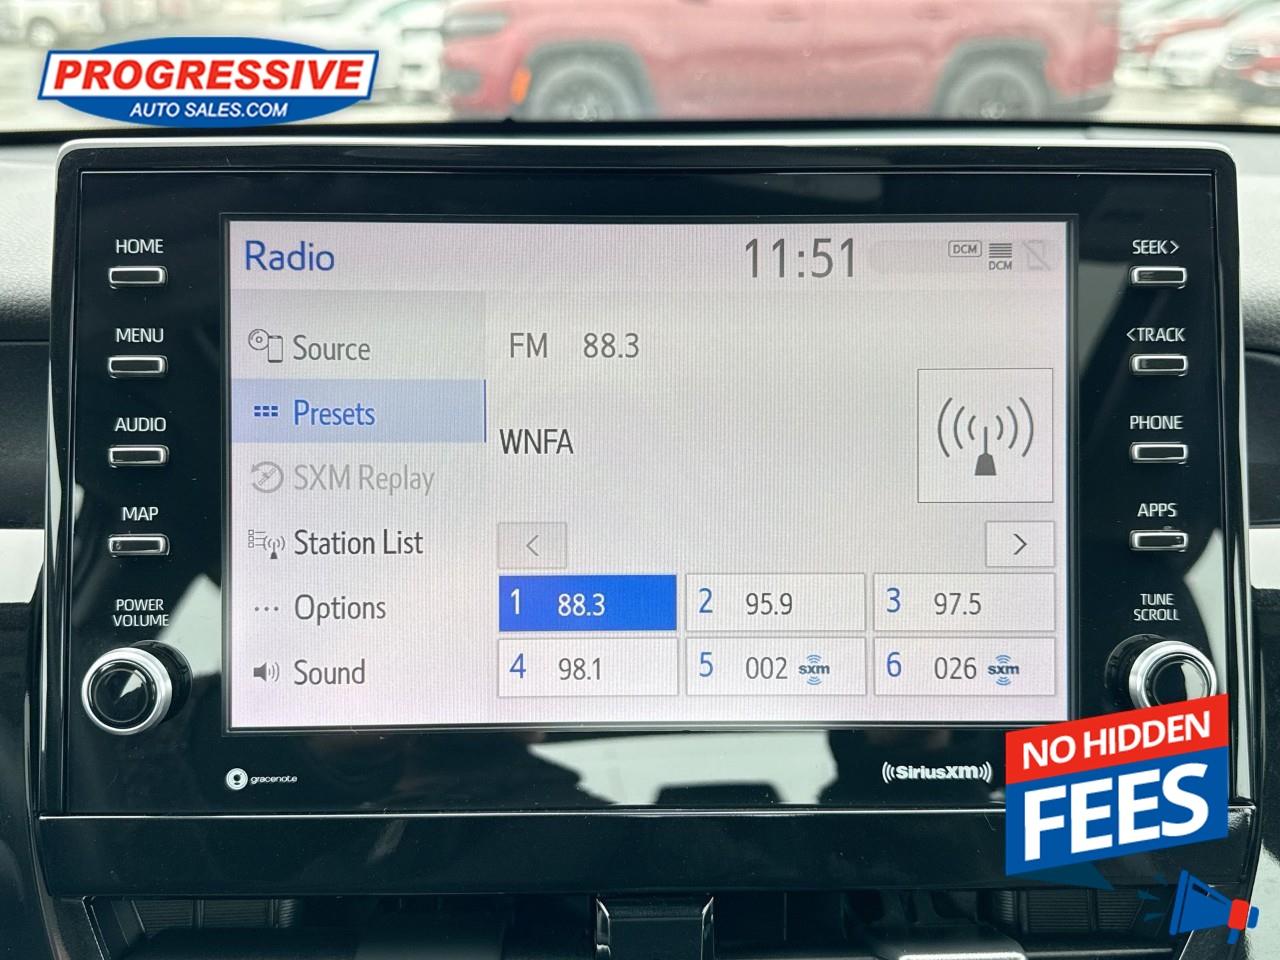 PROGRESSIVE
AUTO SALES.COM
HOME
MENU
AUDIO
MAP
POWER
VOLUME
Radio
11:51
DCM
DCM
Source
Presets
SXM Replay
Station List
Options
Sound
FM 88.3
WNFA
<
>
1 88.3
2 95.9
3 97.5
4 98.1
5 002 sxm
6 026 sxm
SEEK>
<TRACK
PHONE
APPS
TUNE
SCROLL
gracenote
((SiriusXM))
NO HIDDEN
FEES